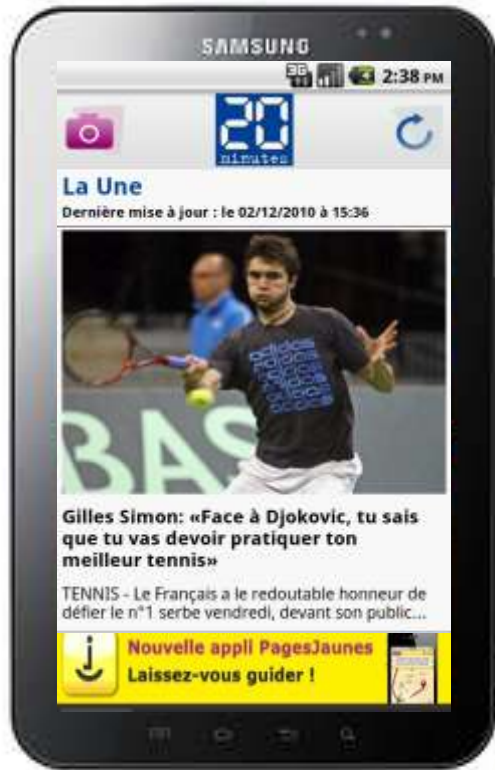 SAMSUNG
3G
2:38 PM
20
minutes
La Une
Dernière mise à jour : le 02/12/2010 à 15:36
adidas
BAS
Gilles Simon: «Face à Djokovic, tu sais
que tu vas devoir pratiquer ton
meilleur tennis»
TENNIS - Le Français a le redoutable honneur de
défier le n°1 serbe vendredi, devant son public...
Nouvelle appli PagesJaunes
Laissez-vous guider !